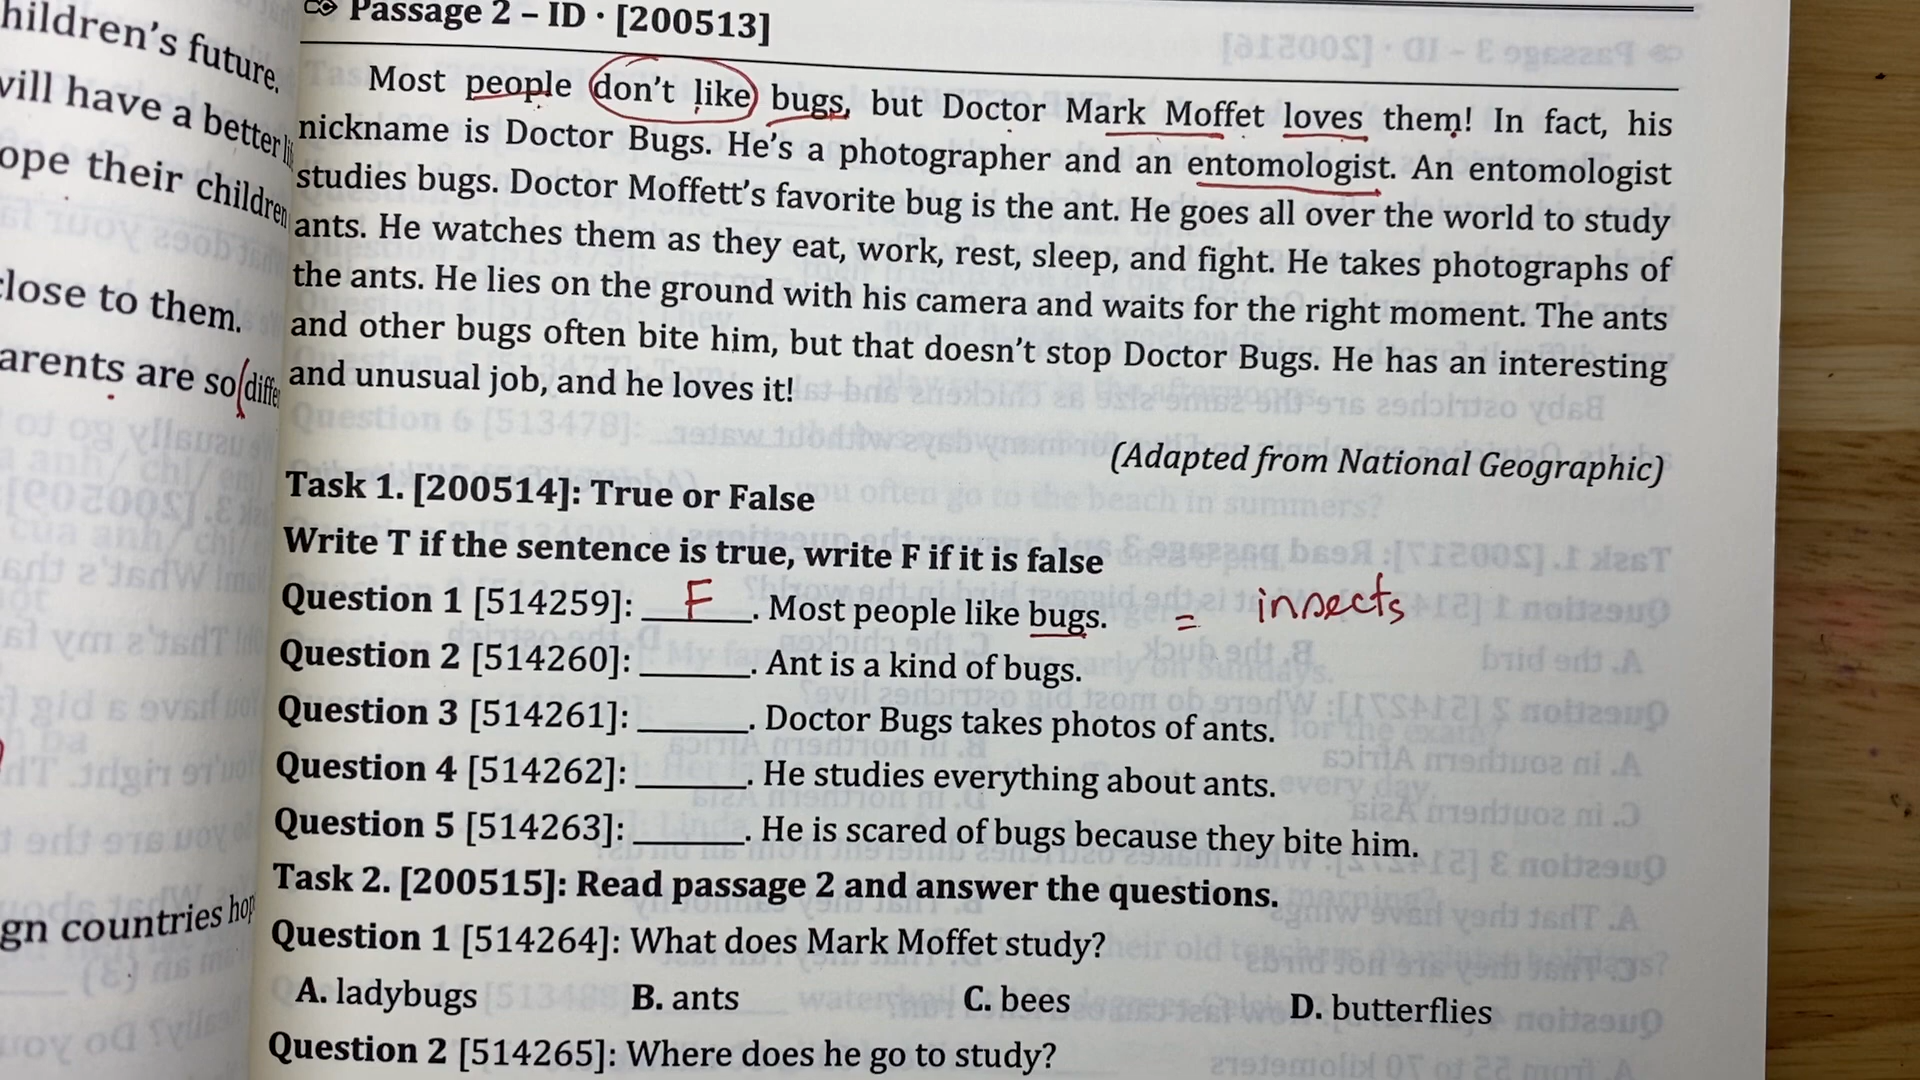 hildren's future.
will have a better
ope their children
close to them.
arents are so
gn countries
Passage 2 – ID · [200513]
Most people don't like bugs, but Doctor Mark Moffet loves them! In fact, his
nickname is Doctor Bugs. He's a photographer and an entomologist. An entomologist
studies bugs. Doctor Moffett's favorite bug is the ant. He goes all over the world to study
ants. He watches them as they eat, work, rest, sleep, and fight. He takes photographs of
the ants. He lies on the ground with his camera and waits for the right moment. The ants
and other bugs often bite him, but that doesn't stop Doctor Bugs. He has an interesting
and unusual job, and he loves it!
(Adapted from National Geographic)
Task 1. [200514]: True or False
Write T if the sentence is true, write F if it is false
Question 1 [514259]: F. Most people like bugs. = insects
Question 2 [514260]: ______. Ant is a kind of bugs.
Question 3 [514261]: ______. Doctor Bugs takes photos of ants.
Question 4 [514262]: ______. He studies everything about ants.
Question 5 [514263]: ______. He is scared of bugs because they bite him.
Task 2. [200515]: Read passage 2 and answer the questions.
Question 1 [514264]: What does Mark Moffet study?
A. ladybugs B. ants C. bees D. butterflies
Question 2 [514265]: Where does he go to study?